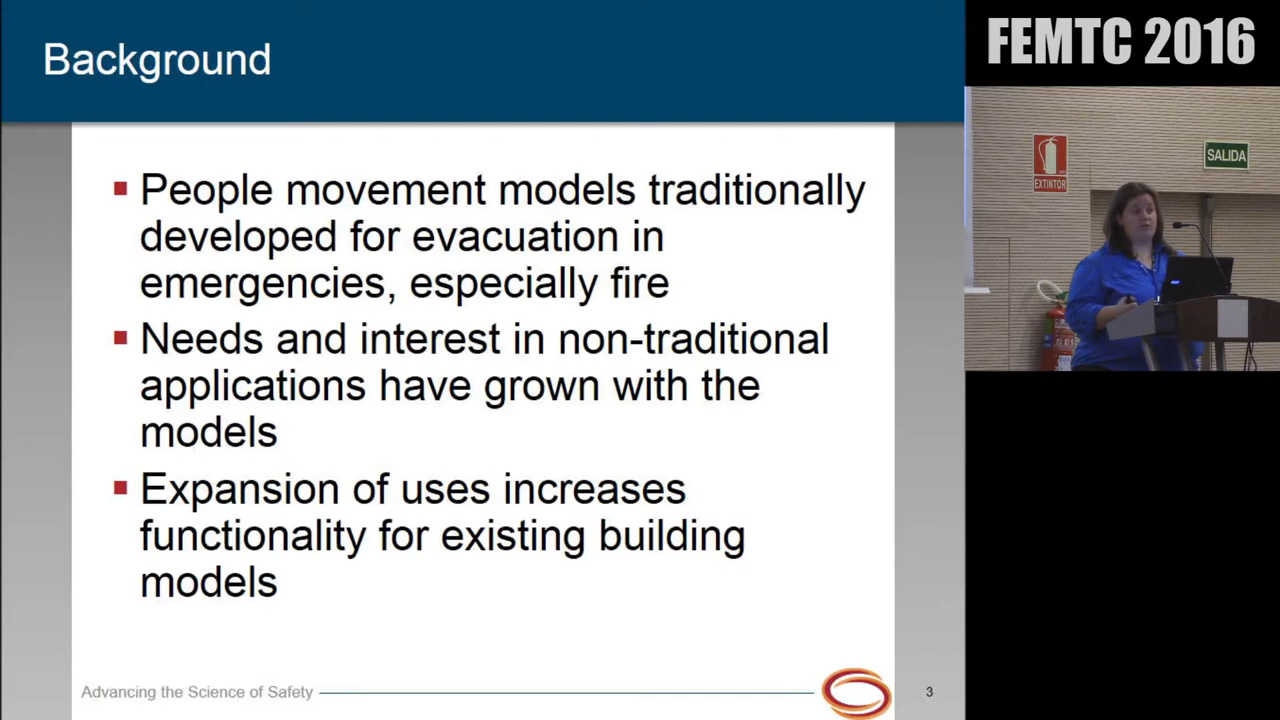 Background
FEMTC 2016
People movement models traditionally
developed for evacuation in
emergencies, especially fire
Needs and interest in non-traditional
applications have grown with the
models
Expansion of uses increases
functionality for existing building
models
EXTINTOR
SALIDA
Advancing the Science of Safety
3